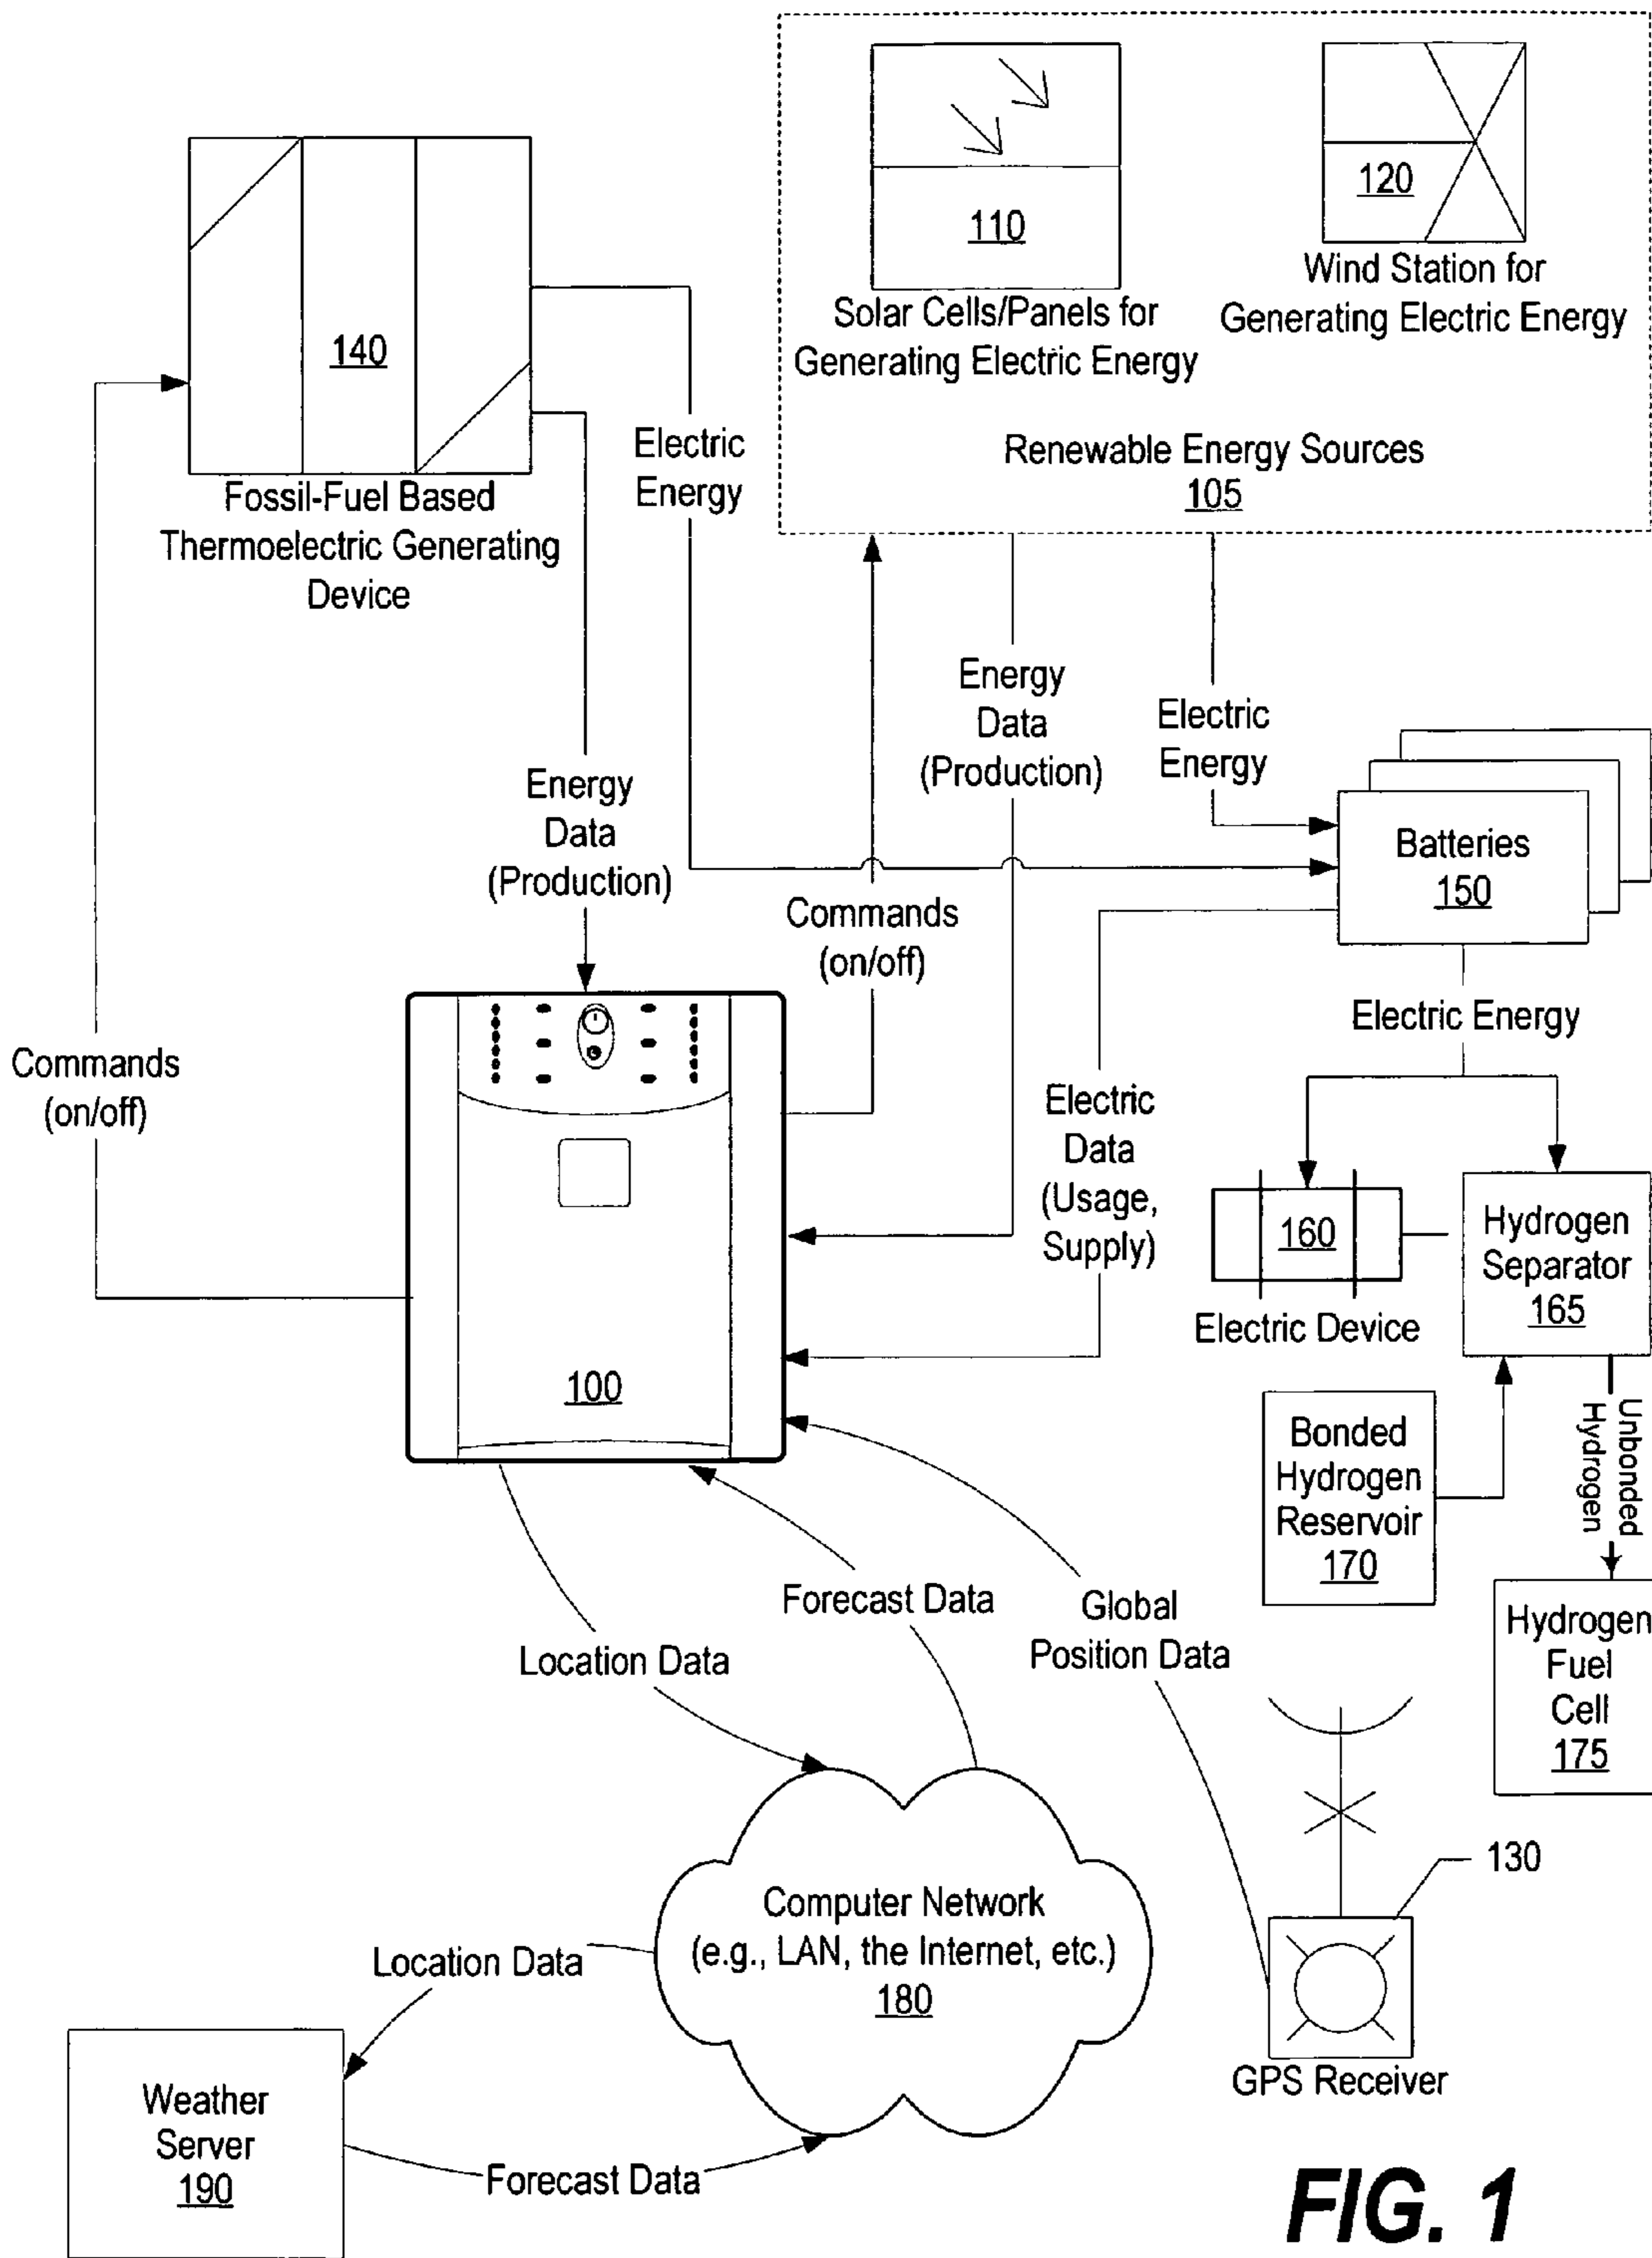 110
Solar Cells/Panels for
Generating Electric Energy
120
Wind Station for
Generating Electric Energy
Renewable Energy Sources
105
140
Fossil-Fuel Based
Thermoelectric Generating
Device
Electric
Energy
Energy
Data
(Production)
Energy
Data
(Production)
Electric
Energy
Batteries
150
Commands
(on/off)
Commands
(on/off)
Electric Energy
Electric
Data
(Usage,
Supply)
160
Electric Device
Hydrogen
Separator
165
100
Bonded
Hydrogen
Reservoir
170
Unbonded
Hydrogen
Hydrogen
Fuel
Cell
175
Forecast Data
Location Data
Global
Position Data
130
GPS Receiver
Computer Network
(e.g., LAN, the Internet, etc.)
180
Location Data
Weather
Server
190
Forecast Data
FIG. 1